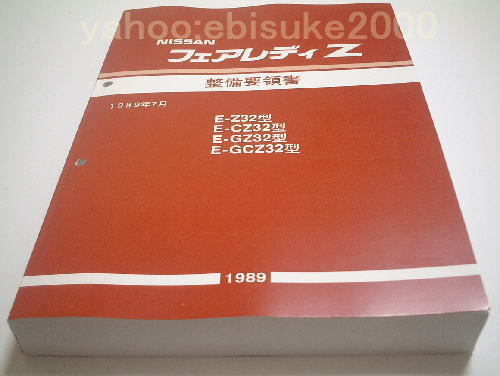 yahoo:ebisuke2000
NISSAN
フェアレディ Z
整備要領書
1989年7月
E-Z32型
E-CZ32型
E-GZ32型
E-GCZ32型
1989